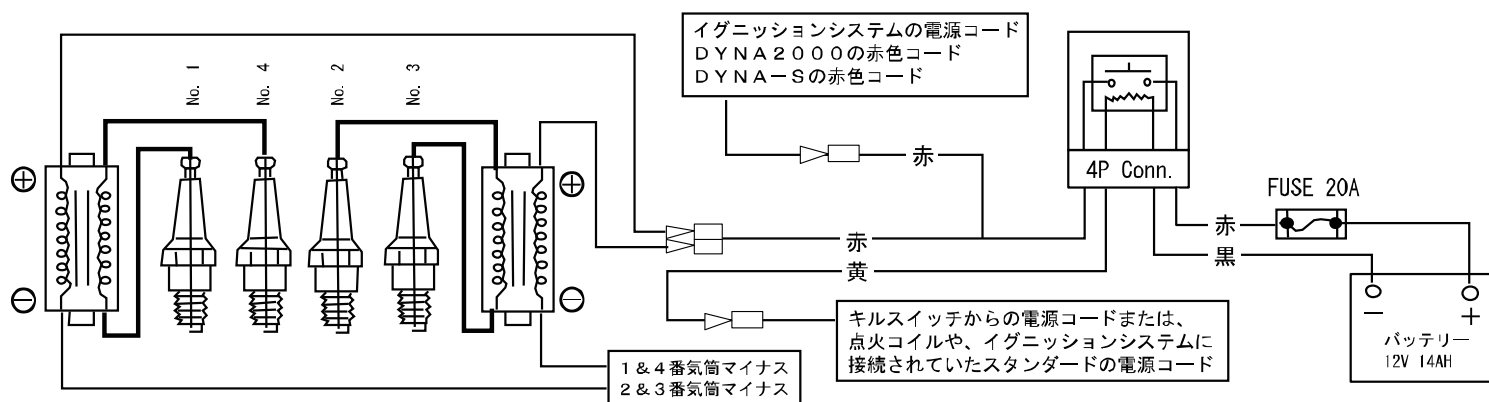 イグニッションシステムの電源コード
DYNA2000の赤色コード
DYNA-Sの赤色コード
No. 1
No. 4
No. 2
No. 3
赤
4P Conn.
FUSE 20A
⊕
⊕
赤
赤
黄
黒
⊖
⊖
キルスイッチからの電源コードまたは、
点火コイルや、イグニッションシステムに
接続されていたスタンダードの電源コード
− +
バッテリー
12V 14AH
1&4番気筒マイナス
2&3番気筒マイナス